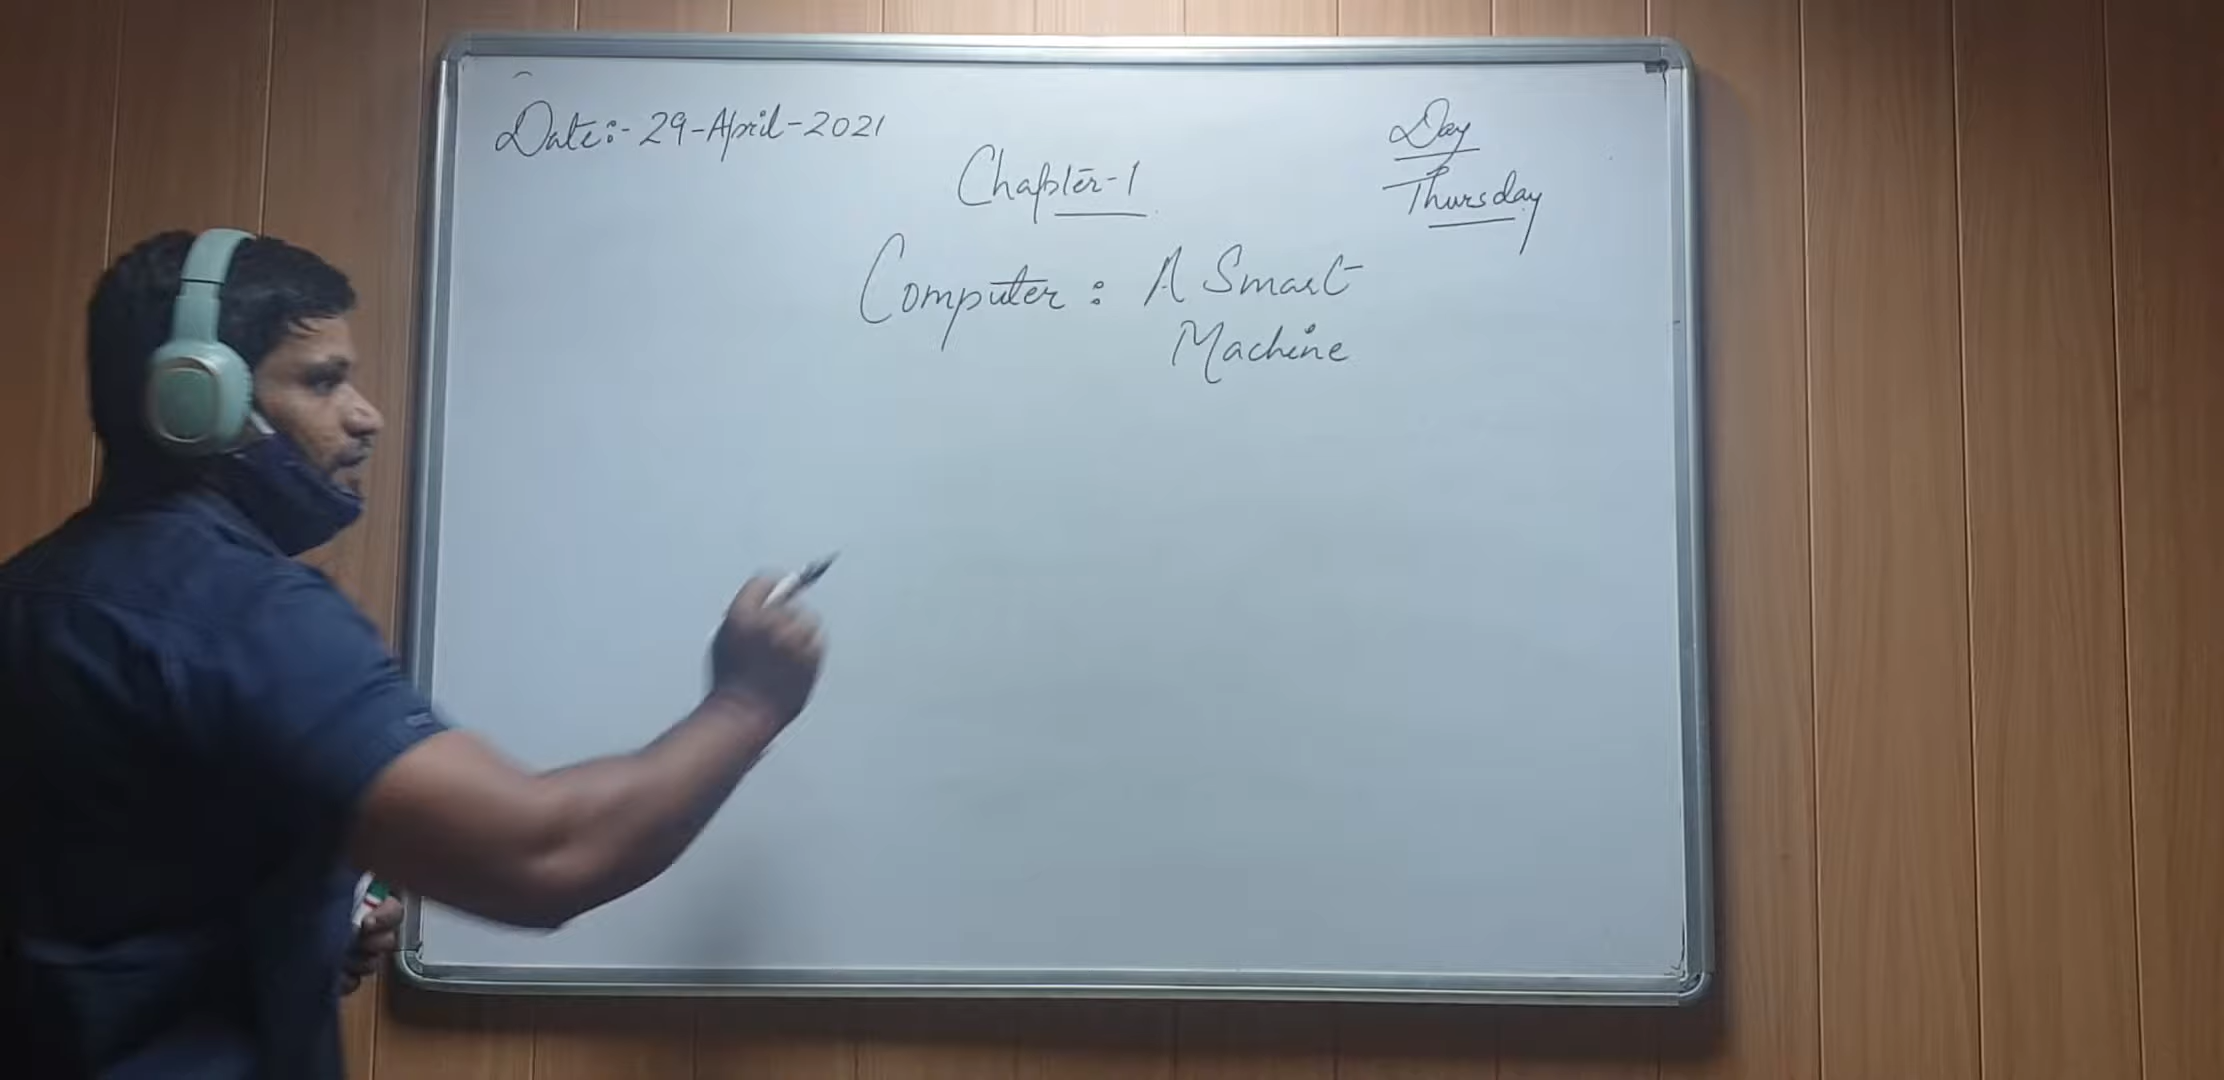 Date:- 29-April-2021
Day
Thursday
Chapter-1
Computer : A Smart
Machine